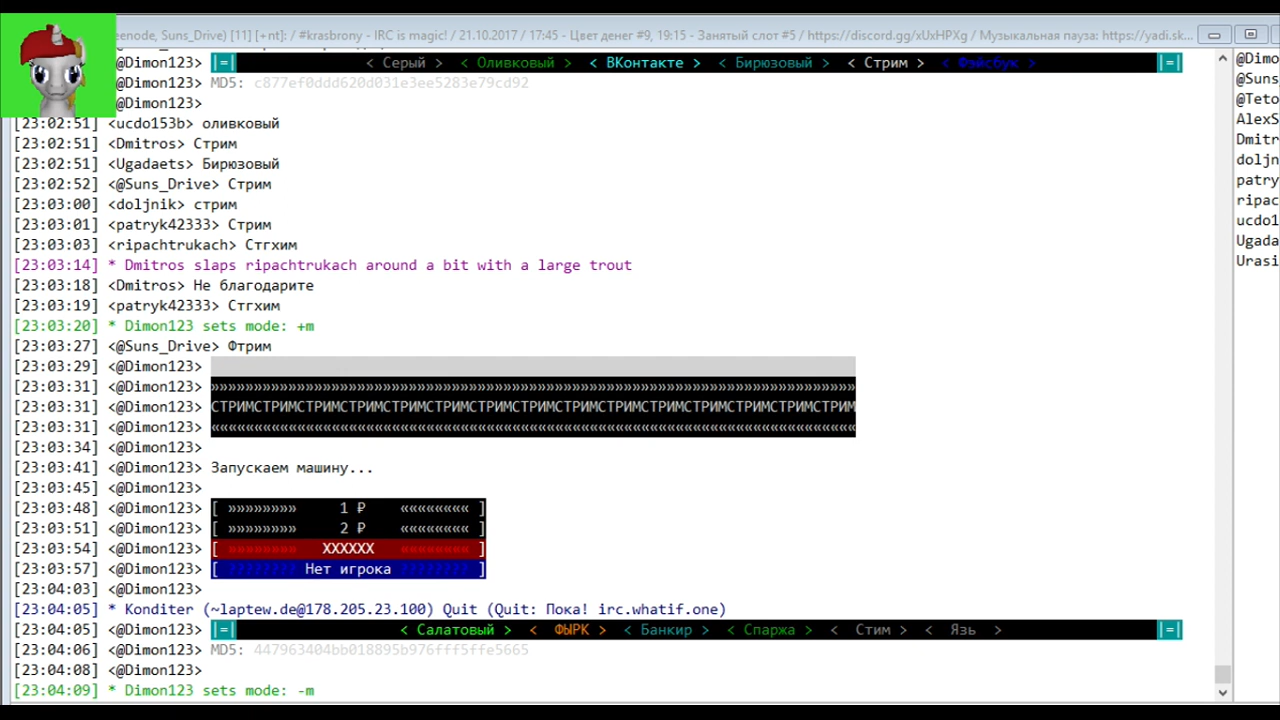 eenode, Suns_Drive) [11] [+nt]: / #krasbrony - IRC is magic! / 21.10.2017 / 17:45 - Цвет денег #9, 19:15 - Занятый слот #5 / https://discord.gg/uxHPXg / Музыкальная пауза: https://yadi.sk...
<@Dimon123> |=| < Серый > < Оливковый > < ВКонтакте > < Бирюзовый > < Стрим > < Фэйсбук > |=|
<@Dimon123> MD5: c877ef0ddd620d031e3ee5283e79cd92
<@Dimon123>
[23:02:51] <ucdo153b> оливковый
[23:02:51] <Dmitros> Стрим
[23:02:51] <Ugadaets> Бирюзовый
[23:02:52] <@Suns_Drive> Стрим
[23:03:00] <doljnik> стрим
[23:03:01] <patryk42333> Стрим
[23:03:03] <ripachtrukach> Стгхим
[23:03:14] * Dmitros slaps ripachtrukach around a bit with a large trout
[23:03:18] <Dmitros> Не благодарите
[23:03:19] <patryk42333> Стгхим
[23:03:20] * Dimon123 sets mode: +m
[23:03:27] <@Suns_Drive> Фтрим
[23:03:29] <@Dimon123>
[23:03:31] <@Dimon123> »»»»»»»»»»»»»»»»»»»»»»»»»»»»»»»»»»»»»»»»»»»»»»»»»»»»»»»»»»»»»»»»»»»»»»»»»»»
[23:03:31] <@Dimon123> СТРИМСТРИМСТРИМСТРИМСТРИМСТРИМСТРИМСТРИМСТРИМСТРИМСТРИМСТРИМСТРИМСТРИМСТРИМ
[23:03:31] <@Dimon123> «««««««««««««««««««««««««««««««««««««««««««««««««««««««««««««««««««««««««««
[23:03:34] <@Dimon123>
[23:03:41] <@Dimon123> Запускаем машину...
[23:03:45] <@Dimon123>
[23:03:48] <@Dimon123> [ »»»»»»»» 1 ₽ «««««««« ]
[23:03:51] <@Dimon123> [ »»»»»»»» 2 ₽ «««««««« ]
[23:03:54] <@Dimon123> [ »»»»»»»» XXXXXX «««««««« ]
[23:03:57] <@Dimon123> [ ???????? Нет игрока ???????? ]
[23:04:03] <@Dimon123>
[23:04:05] * Konditer (~laptew.de@178.205.23.100) Quit (Quit: Пока! irc.whatif.one)
[23:04:05] <@Dimon123> |=| < Салатовый > < ФЫРК > < Банкир > < Спаржа > < Стим > < Язь > |=|
[23:04:06] <@Dimon123> MD5: 447963404bb018895b976fff5ffe5665
[23:04:08] <@Dimon123>
[23:04:09] * Dimon123 sets mode: -m
@Dimo
@Suns_
@Teto
AlexS
Dmitr
doljn
patry
ripac
ucdo1
Ugada
Urasi